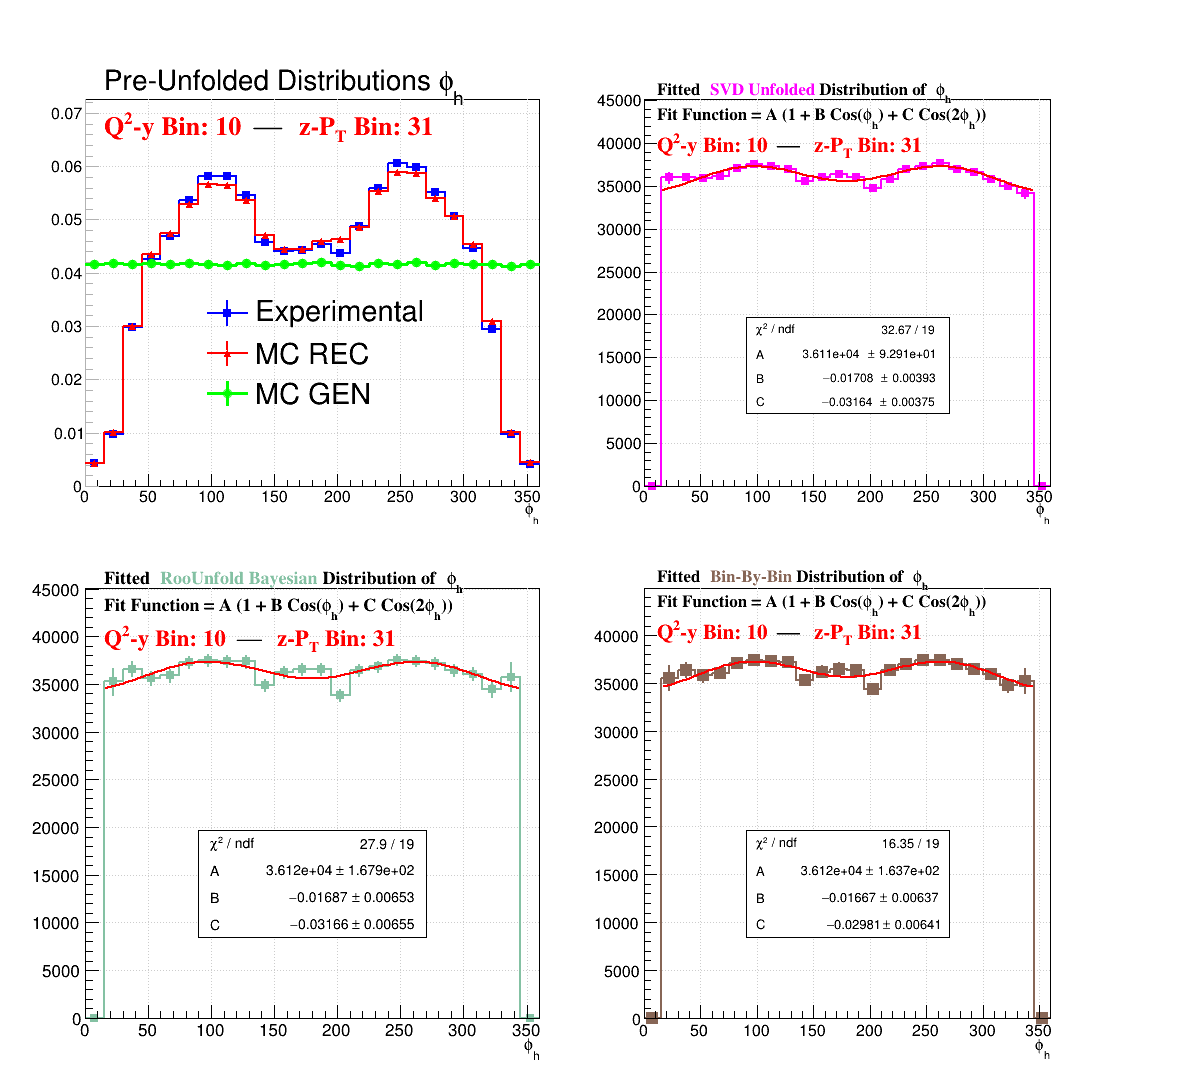 Pre-Unfolded Distributions ϕh
Q²-y Bin: 10 — z-PT Bin: 31
0.07
0.06
0.05
0.04
0.03
0.02
0.01
0
Experimental
MC REC
MC GEN
0 50 100 150 200 250 300 350
ϕh
Fitted SVD Unfolded Distribution of ϕh
Fit Function = A (1 + B Cos(ϕh) + C Cos(2ϕh))
Q²-y Bin: 10 — z-PT Bin: 31
45000
40000
35000
30000
25000
20000
15000
10000
5000
0
χ² / ndf 32.67 / 19
A 3.611e+04 ± 9.291e+01
B −0.01708 ± 0.00393
C −0.03164 ± 0.00375
0 50 100 150 200 250 300 350
ϕh
Fitted RooUnfold Bayesian Distribution of ϕh
Fit Function = A (1 + B Cos(ϕh) + C Cos(2ϕh))
Q²-y Bin: 10 — z-PT Bin: 31
45000
40000
35000
30000
25000
20000
15000
10000
5000
0
χ² / ndf 27.9 / 19
A 3.612e+04 ± 1.679e+02
B −0.01687 ± 0.00653
C −0.03166 ± 0.00655
0 50 100 150 200 250 300 350
ϕh
Fitted Bin-By-Bin Distribution of ϕh
Fit Function = A (1 + B Cos(ϕh) + C Cos(2ϕh))
Q²-y Bin: 10 — z-PT Bin: 31
40000
35000
30000
25000
20000
15000
10000
5000
0
χ² / ndf 16.35 / 19
A 3.612e+04 ± 1.637e+02
B −0.01667 ± 0.00637
C −0.02981 ± 0.00641
0 50 100 150 200 250 300 350
ϕh